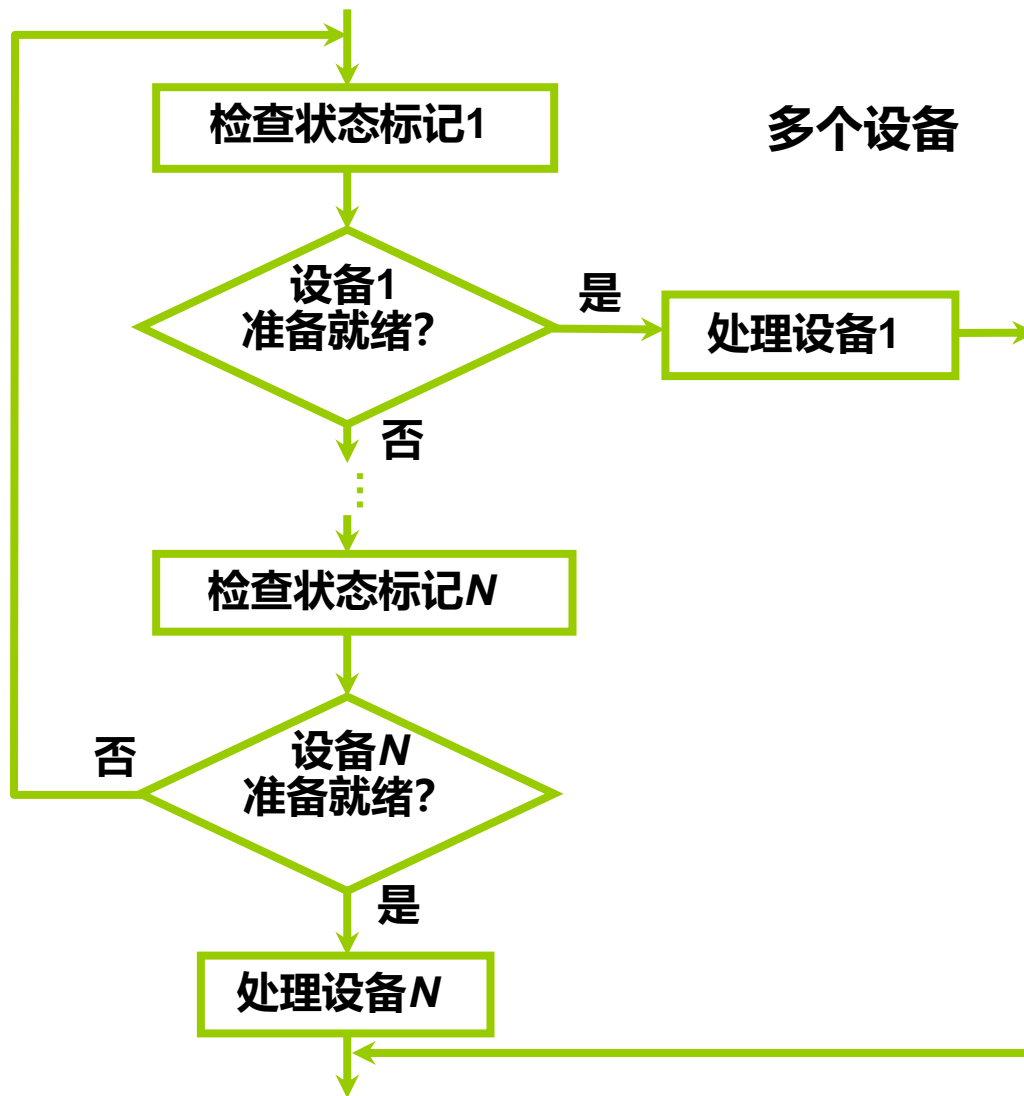 检查状态标记1
多个设备
设备1
准备就绪？
是
处理设备1
否
⋮
检查状态标记N
设备N
准备就绪？
否
是
处理设备N